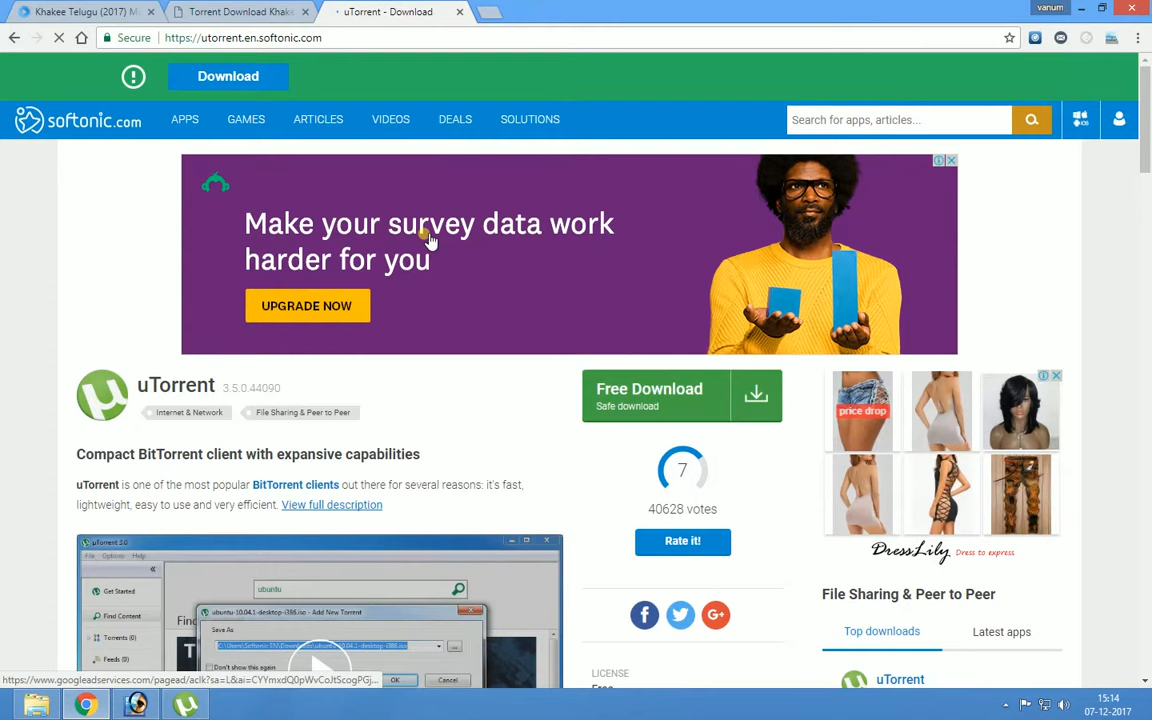 Khakee Telugu (2017) M
Torrent Download Khake
uTorrent - Download
vanum
Secure
https://utorrent.en.softonic.com
Download
softonic.com
APPS
GAMES
ARTICLES
VIDEOS
DEALS
SOLUTIONS
Search for apps, articles...
Make your survey data work
harder for you
UPGRADE NOW
uTorrent 3.5.0.44090
Internet & Network
File Sharing & Peer to Peer
Free Download
Safe download
price drop
Compact BitTorrent client with expansive capabilities
uTorrent is one of the most popular BitTorrent clients out there for several reasons: it's fast,
lightweight, easy to use and very efficient. View full description
7
40628 votes
Rate it!
DressLily Dress to express
µTorrent 3.0
File Options Help
Get Started
Find Content
Torrents (0)
Feeds (0)
ubuntu
ubuntu-10.04.1-desktop-i386.iso - Add New Torrent
Save As
Don't show this again
OK
Cancel
File Sharing & Peer to Peer
Top downloads
Latest apps
uTorrent
LICENSE
Free
https://www.googleadservices.com/pagead/aclk?sa=L&ai=CYYmxdQ0pWvCoJtScogPGj...
15:14
07-12-2017